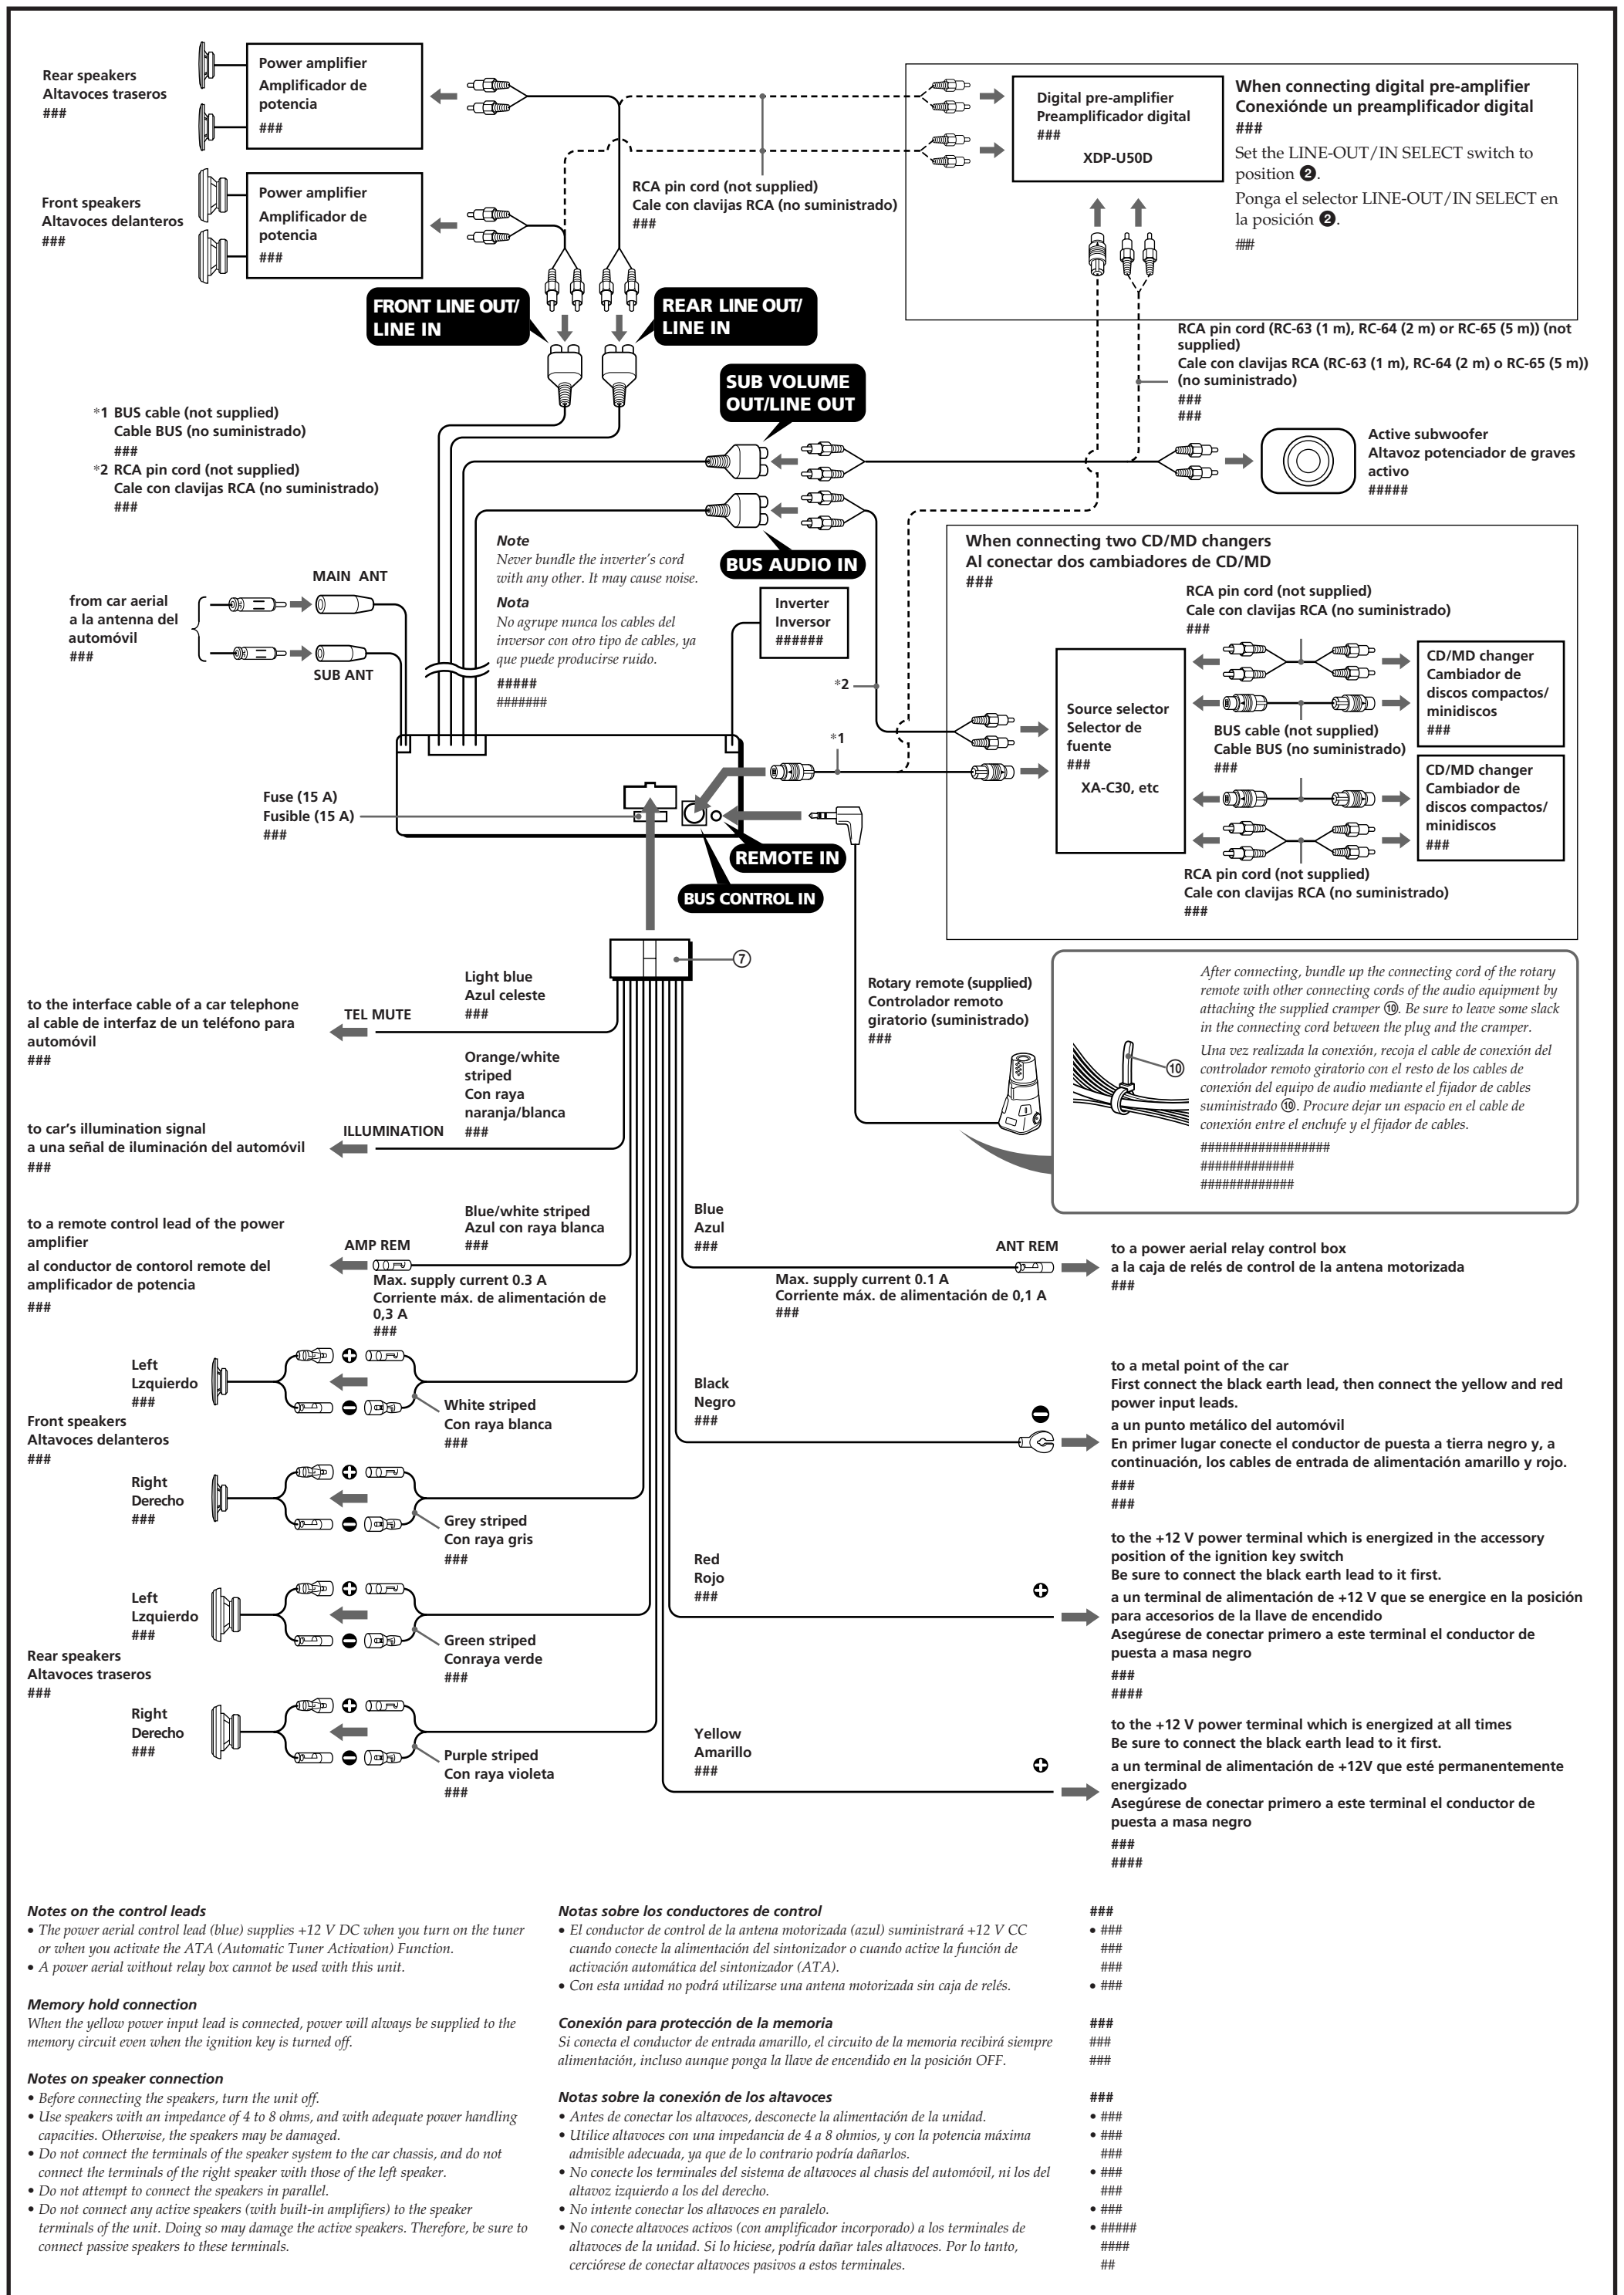 Rear speakers
Altavoces traseros
###
Power amplifier
Amplificador de
potencia
###
Front speakers
Altavoces delanteros
###
Power amplifier
Amplificador de
potencia
###
RCA pin cord (not supplied)
Cale con clavijas RCA (no suministrado)
###
Digital pre-amplifier
Preamplificador digital
###
XDP-U50D
When connecting digital pre-amplifier
Conexiónde un preamplificador digital
###
Set the LINE-OUT/IN SELECT switch to
position ❷.
Ponga el selector LINE-OUT/IN SELECT en
la posición ❷.
##
FRONT LINE OUT/
LINE IN
REAR LINE OUT/
LINE IN
RCA pin cord (RC-63 (1 m), RC-64 (2 m) or RC-65 (5 m)) (not
supplied)
Cale con clavijas RCA (RC-63 (1 m), RC-64 (2 m) o RC-65 (5 m))
(no suministrado)
###
###
SUB VOLUME
OUT/LINE OUT
*1 BUS cable (not supplied)
Cable BUS (no suministrado)
###
*2 RCA pin cord (not supplied)
Cale con clavijas RCA (no suministrado)
###
Active subwoofer
Altavoz potenciador de graves
activo
#####
BUS AUDIO IN
Note
Never bundle the inverter's cord
with any other. It may cause noise.
Nota
No agrupe nunca los cables del
inversor con otro tipo de cables, ya
que puede producirse ruido.
#####
#######
MAIN ANT
from car aerial
a la antenna del
automóvil
###
SUB ANT
Inverter
Inversor
######
*2
*1
When connecting two CD/MD changers
Al conectar dos cambiadores de CD/MD
###
RCA pin cord (not supplied)
Cale con clavijas RCA (no suministrado)
###
Source selector
Selector de
fuente
###
XA-C30, etc
CD/MD changer
Cambiador de
discos compactos/
minidiscos
###
BUS cable (not supplied)
Cable BUS (no suministrado)
###
CD/MD changer
Cambiador de
discos compactos/
minidiscos
###
RCA pin cord (not supplied)
Cale con clavijas RCA (no suministrado)
###
Fuse (15 A)
Fusible (15 A)
###
REMOTE IN
BUS CONTROL IN
⑦
Light blue
Azul celeste
###
to the interface cable of a car telephone
al cable de interfaz de un teléfono para
automóvil
###
TEL MUTE
Orange/white
striped
Con raya
naranja/blanca
###
to car's illumination signal
a una señal de iluminación del automóvil
###
ILLUMINATION
Rotary remote (supplied)
Controlador remoto
giratorio (suministrado)
###
After connecting, bundle up the connecting cord of the rotary
remote with other connecting cords of the audio equipment by
attaching the supplied cramper ⑩. Be sure to leave some slack
in the connecting cord between the plug and the cramper.
Una vez realizada la conexión, recoja el cable de conexión del
controlador remoto giratorio con el resto de los cables de
conexión del equipo de audio mediante el fijador de cables
suministrado ⑩. Procure dejar un espacio en el cable de
conexión entre el enchufe y el fijador de cables.
##################
#############
#############
⑩
to a remote control lead of the power
amplifier
al conductor de contorol remote del
amplificador de potencia
###
Blue/white striped
Azul con raya blanca
###
AMP REM
Max. supply current 0.3 A
Corriente máx. de alimentación de
0,3 A
###
Blue
Azul
###
ANT REM
Max. supply current 0.1 A
Corriente máx. de alimentación de 0,1 A
###
to a power aerial relay control box
a la caja de relés de control de la antena motorizada
###
Front speakers
Altavoces delanteros
###
Left
Lzquierdo
###
White striped
Con raya blanca
###
Right
Derecho
###
Grey striped
Con raya gris
###
Black
Negro
###
to a metal point of the car
First connect the black earth lead, then connect the yellow and red
power input leads.
a un punto metálico del automóvil
En primer lugar conecte el conductor de puesta a tierra negro y, a
continuación, los cables de entrada de alimentación amarillo y rojo.
###
###
Red
Rojo
###
to the +12 V power terminal which is energized in the accessory
position of the ignition key switch
Be sure to connect the black earth lead to it first.
a un terminal de alimentación de +12 V que se energice en la posición
para accesorios de la llave de encendido
Asegúrese de conectar primero a este terminal el conductor de
puesta a masa negro
###
####
Rear speakers
Altavoces traseros
###
Left
Lzquierdo
###
Green striped
Conraya verde
###
Right
Derecho
###
Purple striped
Con raya violeta
###
Yellow
Amarillo
###
to the +12 V power terminal which is energized at all times
Be sure to connect the black earth lead to it first.
a un terminal de alimentación de +12V que esté permanentemente
energizado
Asegúrese de conectar primero a este terminal el conductor de
puesta a masa negro
###
####
Notes on the control leads
• The power aerial control lead (blue) supplies +12 V DC when you turn on the tuner
or when you activate the ATA (Automatic Tuner Activation) Function.
• A power aerial without relay box cannot be used with this unit.
Memory hold connection
When the yellow power input lead is connected, power will always be supplied to the
memory circuit even when the ignition key is turned off.
Notes on speaker connection
• Before connecting the speakers, turn the unit off.
• Use speakers with an impedance of 4 to 8 ohms, and with adequate power handling
capacities. Otherwise, the speakers may be damaged.
• Do not connect the terminals of the speaker system to the car chassis, and do not
connect the terminals of the right speaker with those of the left speaker.
• Do not attempt to connect the speakers in parallel.
• Do not connect any active speakers (with built-in amplifiers) to the speaker
terminals of the unit. Doing so may damage the active speakers. Therefore, be sure to
connect passive speakers to these terminals.
Notas sobre los conductores de control
• El conductor de control de la antena motorizada (azul) suministrará +12 V CC
cuando conecte la alimentación del sintonizador o cuando active la función de
activación automática del sintonizador (ATA).
• Con esta unidad no podrá utilizarse una antena motorizada sin caja de relés.
Conexión para protección de la memoria
Si conecta el conductor de entrada amarillo, el circuito de la memoria recibirá siempre
alimentación, incluso aunque ponga la llave de encendido en la posición OFF.
Notas sobre la conexión de los altavoces
• Antes de conectar los altavoces, desconecte la alimentación de la unidad.
• Utilice altavoces con una impedancia de 4 a 8 ohmios, y con la potencia máxima
admisible adecuada, ya que de lo contrario podría dañarlos.
• No conecte los terminales del sistema de altavoces al chasis del automóvil, ni los del
altavoz izquierdo a los del derecho.
• No intente conectar los altavoces en paralelo.
• No conecte altavoces activos (con amplificador incorporado) a los terminales de
altavoces de la unidad. Si lo hiciese, podría dañar tales altavoces. Por lo tanto,
cerciórese de conectar altavoces pasivos a estos terminales.
###
• ###
###
###
• ###
###
###
###
###
• ###
• ###
###
• ###
###
• ###
• #####
####
##